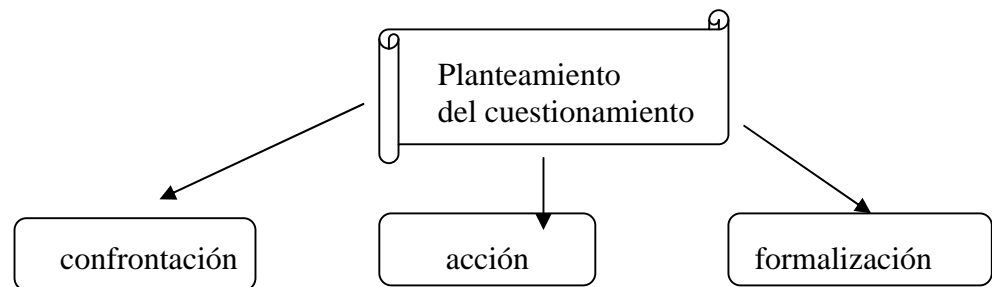 Planteamiento
del cuestionamiento
confrontación
acción
formalización